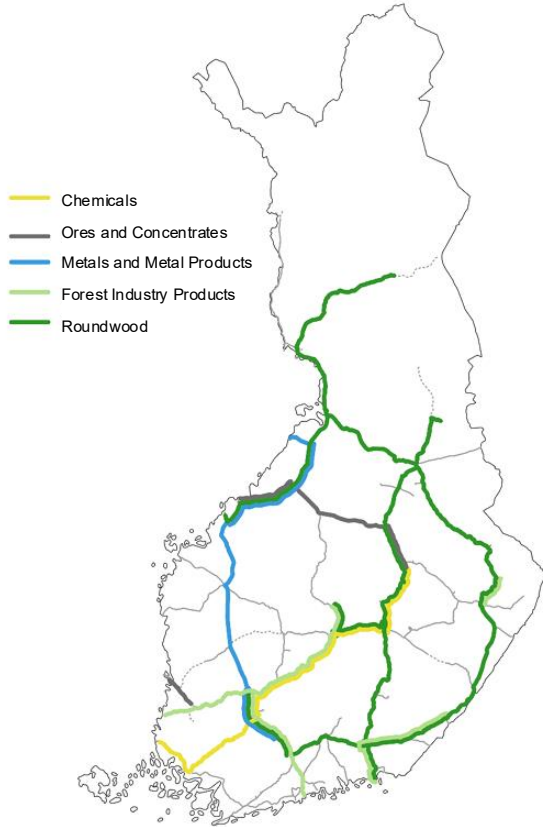 Chemicals
Ores and Concentrates
Metals and Metal Products
Forest Industry Products
Roundwood